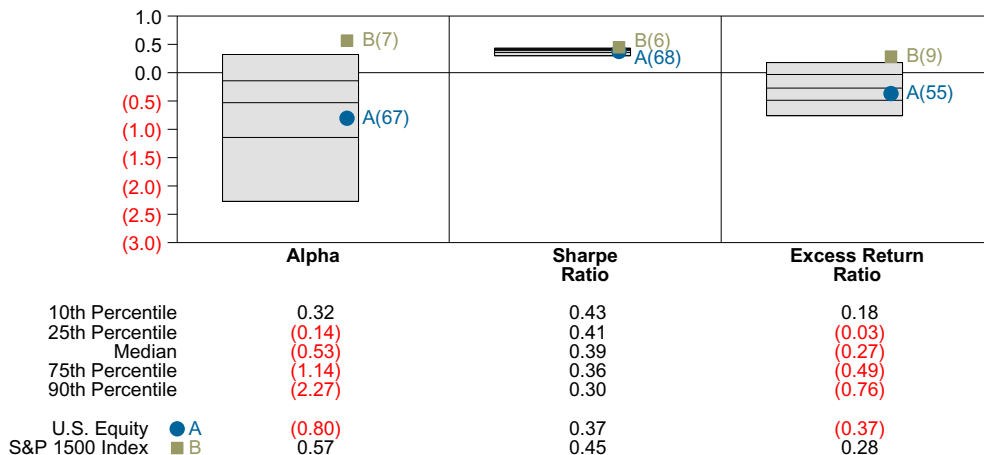 1.0
0.5
0.0
(0.5)
(1.0)
(1.5)
(2.0)
(2.5)
(3.0)
B(7)
A(67)
B(6)
A(68)
B(9)
A(55)
Alpha
Sharpe
Ratio
Excess Return
Ratio
10th Percentile 0.32 0.43 0.18
25th Percentile (0.14) 0.41 (0.03)
Median (0.53) 0.39 (0.27)
75th Percentile (1.14) 0.36 (0.49)
90th Percentile (2.27) 0.30 (0.76)
U.S. Equity A (0.80) 0.37 (0.37)
S&P 1500 Index B 0.57 0.45 0.28